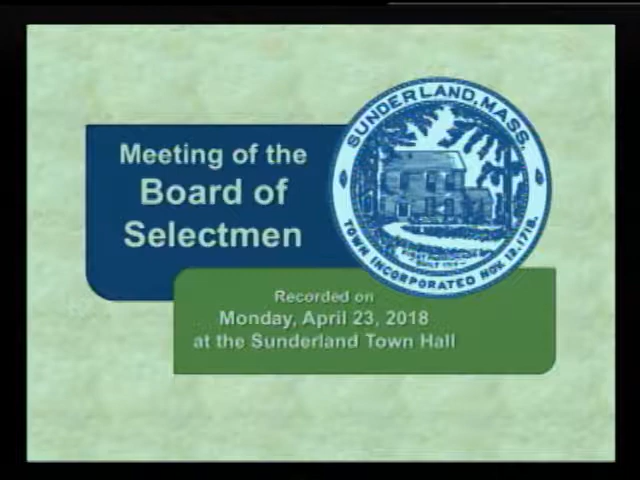 Meeting of the
Board of
Selectmen
SUNDERLAND, MASS.
TOWN INCORPORATED NOV. 12, 1718.
Recorded on
Monday, April 23, 2018
at the Sunderland Town Hall